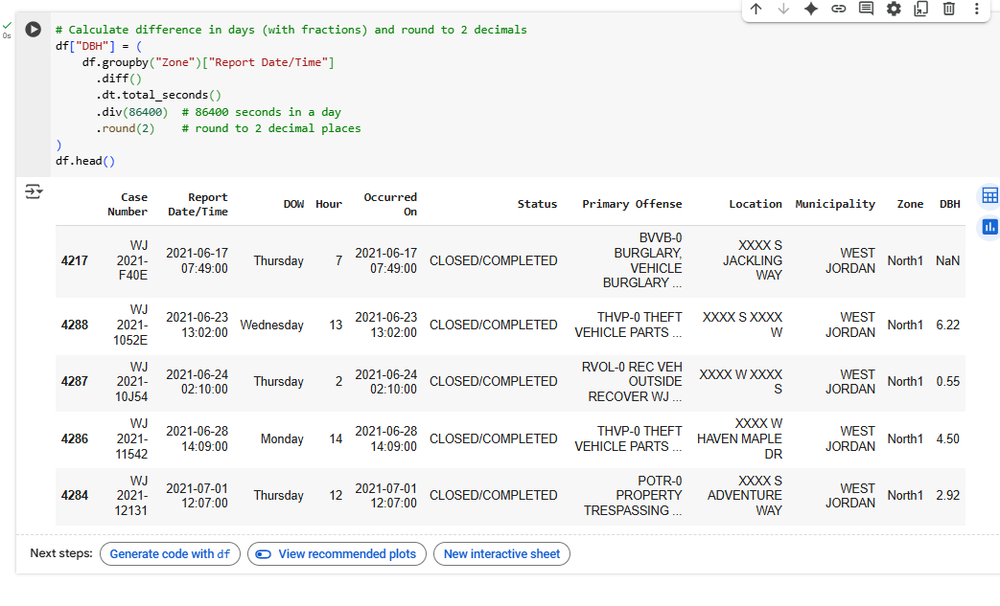 0s
# Calculate difference in days (with fractions) and round to 2 decimals
df["DBH"] = (
    df.groupby("Zone")["Report Date/Time"]
      .diff()
      .dt.total_seconds()
      .div(86400)  # 86400 seconds in a day
      .round(2)    # round to 2 decimal places
)
df.head()
Case Number Report Date/Time DOW Hour Occurred On Status Primary Offense Location Municipality Zone DBH
4217 WJ 2021-F40E 2021-06-17 07:49:00 Thursday 7 2021-06-17 07:49:00 CLOSED/COMPLETED BVVB-0 BURGLARY, VEHICLE BURGLARY ... XXXX S JACKLING WAY WEST JORDAN North1 NaN
4288 WJ 2021-1052E 2021-06-23 13:02:00 Wednesday 13 2021-06-23 13:02:00 CLOSED/COMPLETED THVP-0 THEFT VEHICLE PARTS ... XXXX S XXXX W WEST JORDAN North1 6.22
4287 WJ 2021-10J54 2021-06-24 02:10:00 Thursday 2 2021-06-24 02:10:00 CLOSED/COMPLETED RVOL-0 REC VEH OUTSIDE RECOVER WJ ... XXXX W XXXX S WEST JORDAN North1 0.55
4286 WJ 2021-11542 2021-06-28 14:09:00 Monday 14 2021-06-28 14:09:00 CLOSED/COMPLETED THVP-0 THEFT VEHICLE PARTS ... XXXX W HAVEN MAPLE DR WEST JORDAN North1 4.50
4284 WJ 2021-12131 2021-07-01 12:07:00 Thursday 12 2021-07-01 12:07:00 CLOSED/COMPLETED POTR-0 PROPERTY TRESPASSING ... XXXX S ADVENTURE WAY WEST JORDAN North1 2.92
Next steps: Generate code with df View recommended plots New interactive sheet